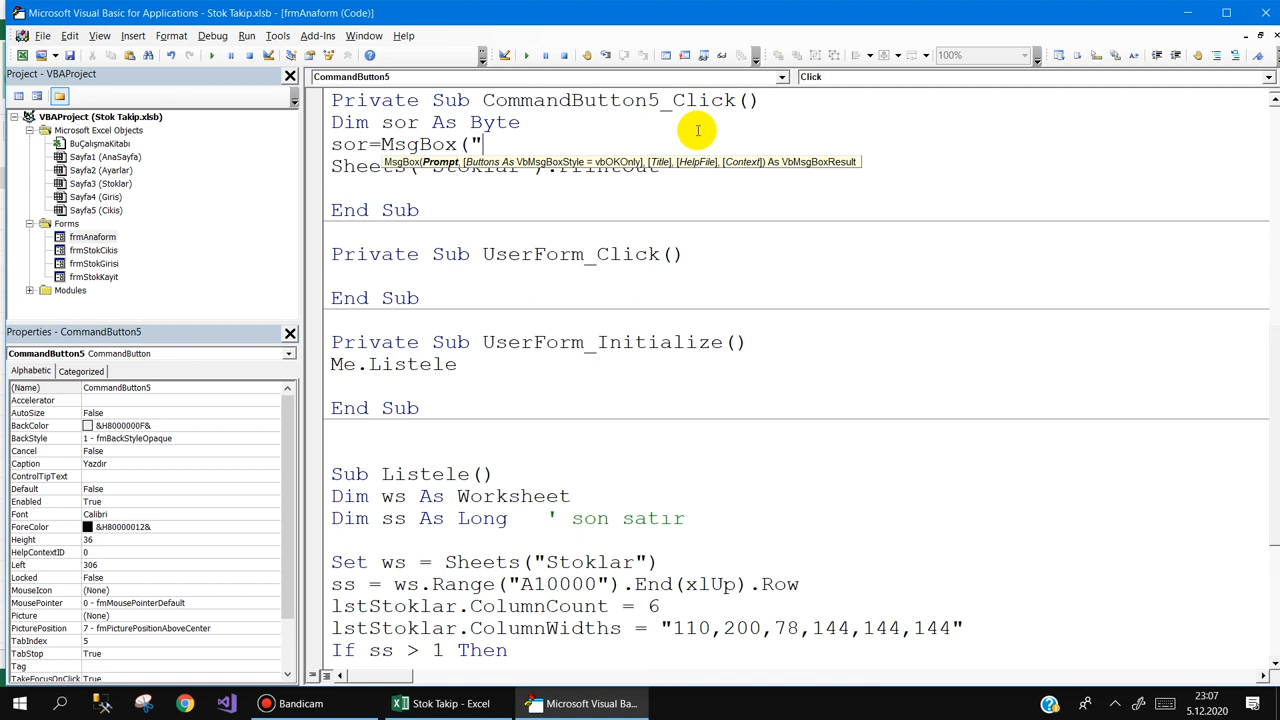 Microsoft Visual Basic for Applications - Stok Takip.xlsb - [frmAnaform (Code)]
File Edit View Insert Format Debug Run Tools Add-Ins Window Help
100%
Project - VBAProject
VBAProject (Stok Takip.xlsb)
Microsoft Excel Objects
BuÇalışmaKitabı
Sayfa1 (AnaSayfa)
Sayfa2 (Ayarlar)
Sayfa3 (Stoklar)
Sayfa4 (Giris)
Sayfa5 (Cikis)
Forms
frmAnaform
frmStokCikis
frmStokGirisi
frmStokKayit
Modules
Properties - CommandButton5
CommandButton5 CommandButton
Alphabetic Categorized
(Name) CommandButton5
Accelerator
AutoSize False
BackColor &H8000000F&
BackStyle 1 - fmBackStyleOpaque
Cancel False
Caption Yazdır
ControlTipText
Default False
Enabled True
Font Calibri
ForeColor &H80000012&
Height 36
HelpContextID 0
Left 306
Locked False
MouseIcon (None)
MousePointer 0 - fmMousePointerDefault
Picture (None)
PicturePosition 7 - fmPicturePositionAboveCenter
TabIndex 5
TabStop True
Tag
TakeFocusOnClick True
CommandButton5 Click
Private Sub CommandButton5_Click()
Dim sor As Byte
sor=MsgBox("
MsgBox(Prompt, [Buttons As VbMsgBoxStyle = vbOKOnly], [Title], [HelpFile], [Context]) As VbMsgBoxResult
Sheets("Stoklar").PrintOut
End Sub
Private Sub UserForm_Click()
End Sub
Private Sub UserForm_Initialize()
Me.Listele
End Sub
Sub Listele()
Dim ws As Worksheet
Dim ss As Long ' son satır
Set ws = Sheets("Stoklar")
ss = ws.Range("A10000").End(xlUp).Row
lstStoklar.ColumnCount = 6
lstStoklar.ColumnWidths = "110,200,78,144,144,144"
If ss > 1 Then
Bandicam
Stok Takip - Excel
Microsoft Visual Ba...
23:07
5.12.2020